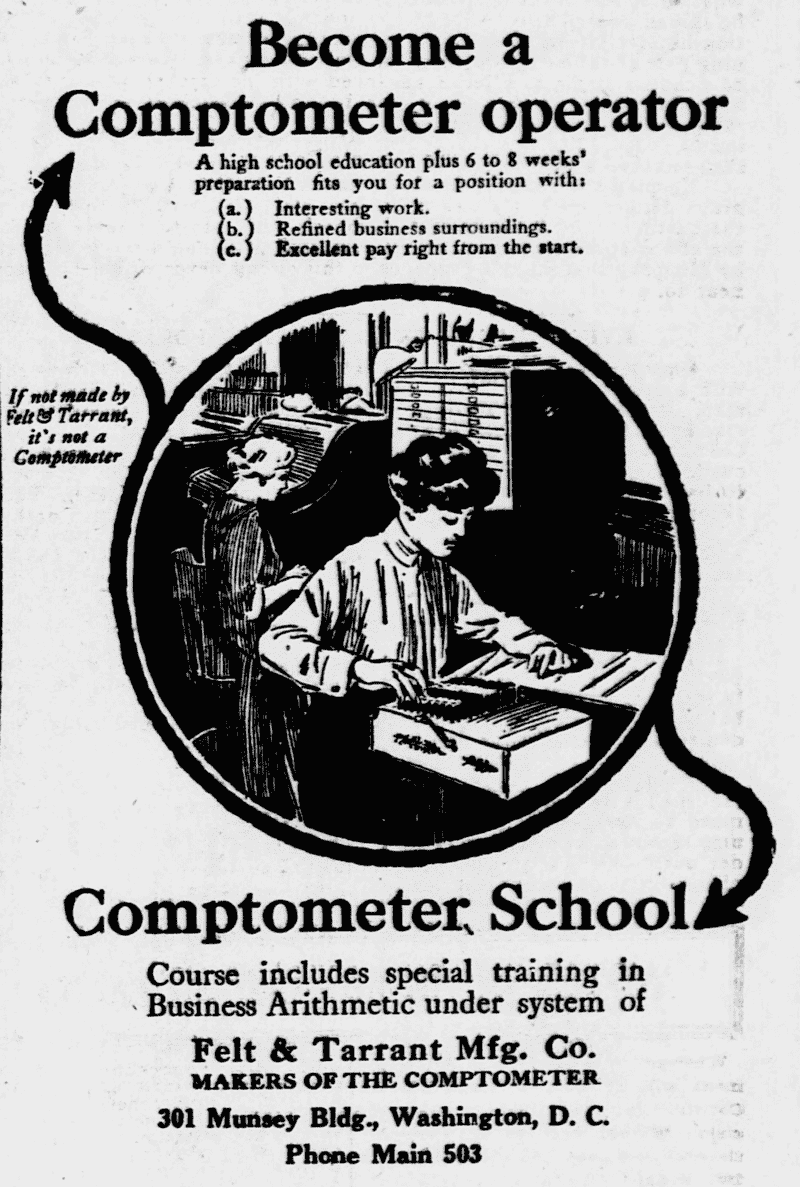 Become a
Comptometer operator
A high school education plus 6 to 8 weeks'
preparation fits you for a position with:
(a.) Interesting work.
(b.) Refined business surroundings.
(c.) Excellent pay right from the start.
If not made by
Felt & Tarrant,
it's not a
Comptometer
Comptometer School
Course includes special training in
Business Arithmetic under system of
Felt & Tarrant Mfg. Co.
MAKERS OF THE COMPTOMETER
301 Munsey Bldg., Washington, D. C.
Phone Main 503